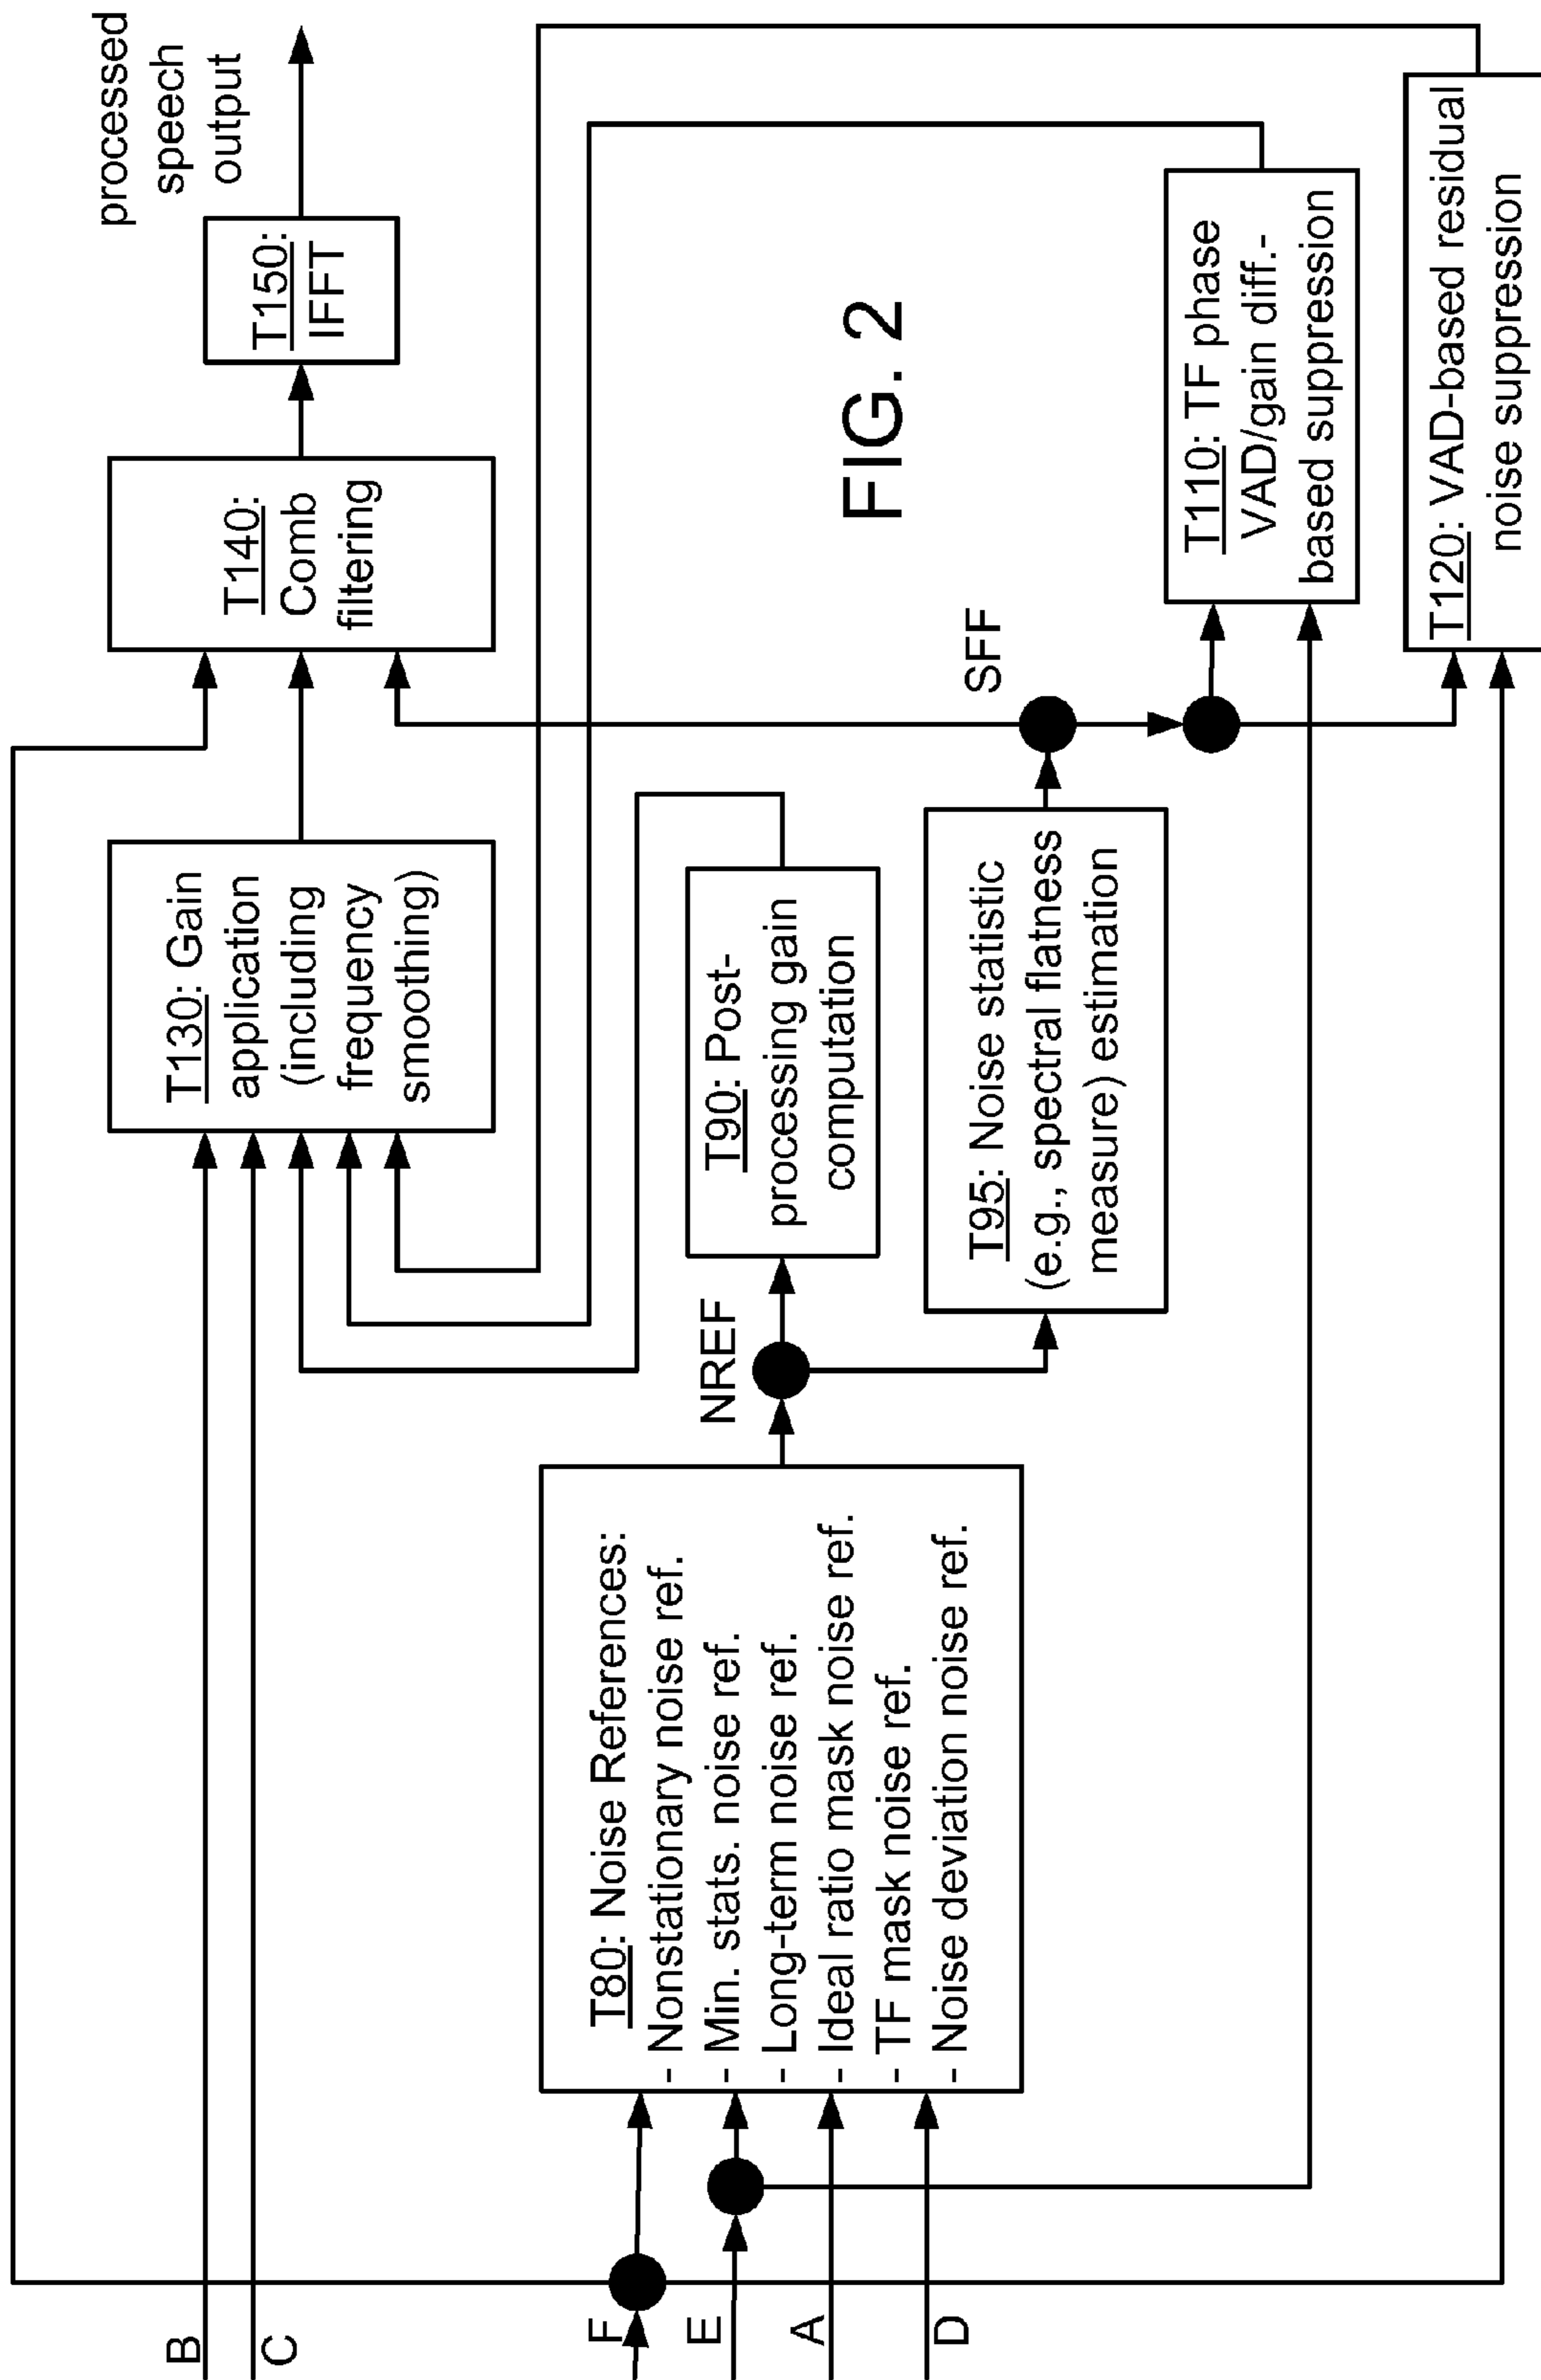 B
C
F
E
A
D
T80: Noise References:
- Nonstationary noise ref.
- Min. stats. noise ref.
- Long-term noise ref.
- Ideal ratio mask noise ref.
- TF mask noise ref.
- Noise deviation noise ref.
NREF
T130: Gain
application
(including
frequency
smoothing)
T90: Post-
processing gain
computation
T95: Noise statistic
(e.g., spectral flatness
measure) estimation
SFF
T140:
Comb
filtering
T150:
IFFT
processed
speech
output
T110: TF phase
VAD/gain diff.-
based suppression
T120: VAD-based residual
noise suppression
FIG. 2